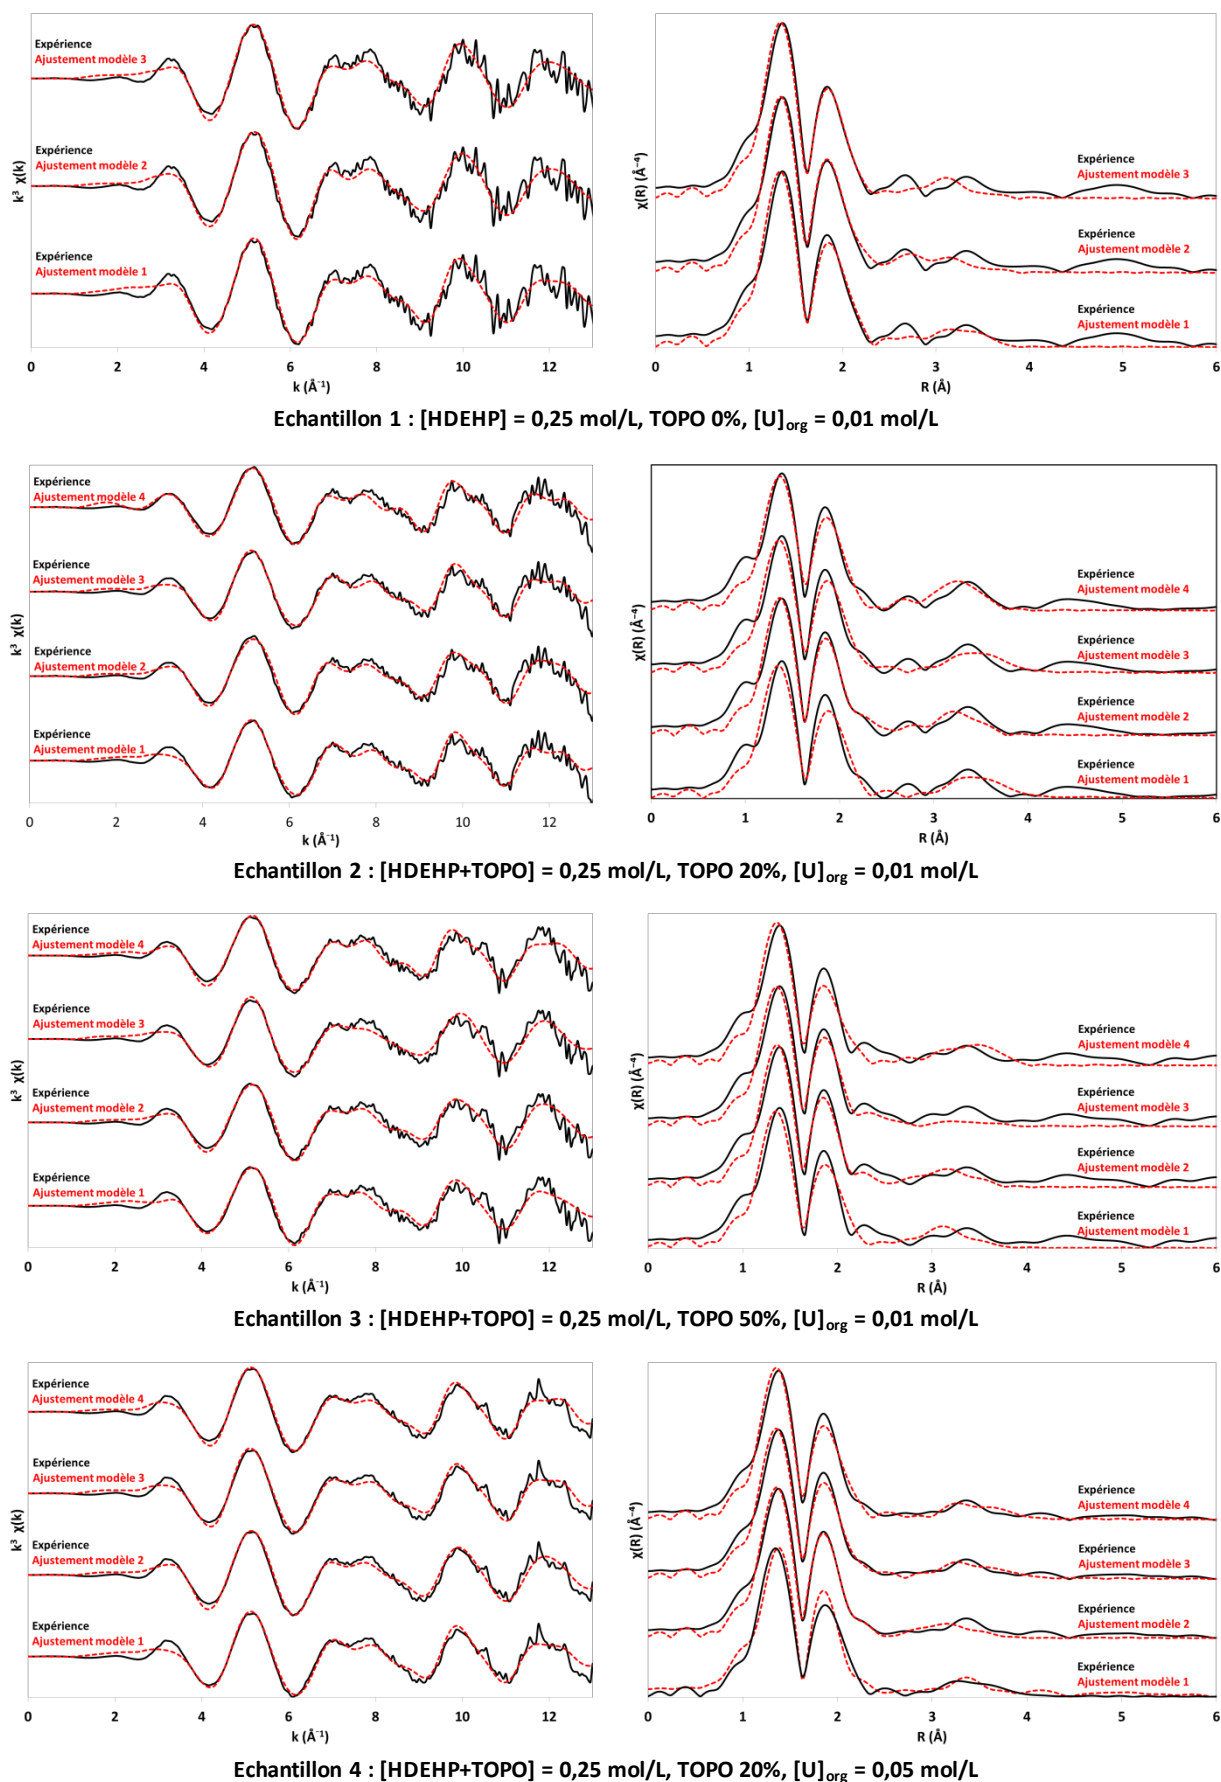 Expérience
Ajustement modèle 3
Expérience
Ajustement modèle 2
Expérience
Ajustement modèle 1
k³ χ(k)
0 2 4 6 8 10 12
k (Å⁻¹)
Expérience
Ajustement modèle 3
Expérience
Ajustement modèle 2
Expérience
Ajustement modèle 1
χ(R) (Å⁻⁴)
0 1 2 3 4 5 6
R (Å)
Echantillon 1 : [HDEHP] = 0,25 mol/L, TOPO 0%, [U]org = 0,01 mol/L
Expérience
Ajustement modèle 4
Expérience
Ajustement modèle 3
Expérience
Ajustement modèle 2
Expérience
Ajustement modèle 1
k³ χ(k)
0 2 4 6 8 10 12
k (Å⁻¹)
Expérience
Ajustement modèle 4
Expérience
Ajustement modèle 3
Expérience
Ajustement modèle 2
Expérience
Ajustement modèle 1
χ(R) (Å⁻⁴)
0 1 2 3 4 5 6
R (Å)
Echantillon 2 : [HDEHP+TOPO] = 0,25 mol/L, TOPO 20%, [U]org = 0,01 mol/L
Expérience
Ajustement modèle 4
Expérience
Ajustement modèle 3
Expérience
Ajustement modèle 2
Expérience
Ajustement modèle 1
k³ χ(k)
0 2 4 6 8 10 12
k (Å⁻¹)
Expérience
Ajustement modèle 4
Expérience
Ajustement modèle 3
Expérience
Ajustement modèle 2
Expérience
Ajustement modèle 1
χ(R) (Å⁻⁴)
0 1 2 3 4 5 6
R (Å)
Echantillon 3 : [HDEHP+TOPO] = 0,25 mol/L, TOPO 50%, [U]org = 0,01 mol/L
Expérience
Ajustement modèle 4
Expérience
Ajustement modèle 3
Expérience
Ajustement modèle 2
Expérience
Ajustement modèle 1
k³ χ(k)
0 2 4 6 8 10 12
k (Å⁻¹)
Expérience
Ajustement modèle 4
Expérience
Ajustement modèle 3
Expérience
Ajustement modèle 2
Expérience
Ajustement modèle 1
χ(R) (Å⁻⁴)
0 1 2 3 4 5 6
R (Å)
Echantillon 4 : [HDEHP+TOPO] = 0,25 mol/L, TOPO 20%, [U]org = 0,05 mol/L